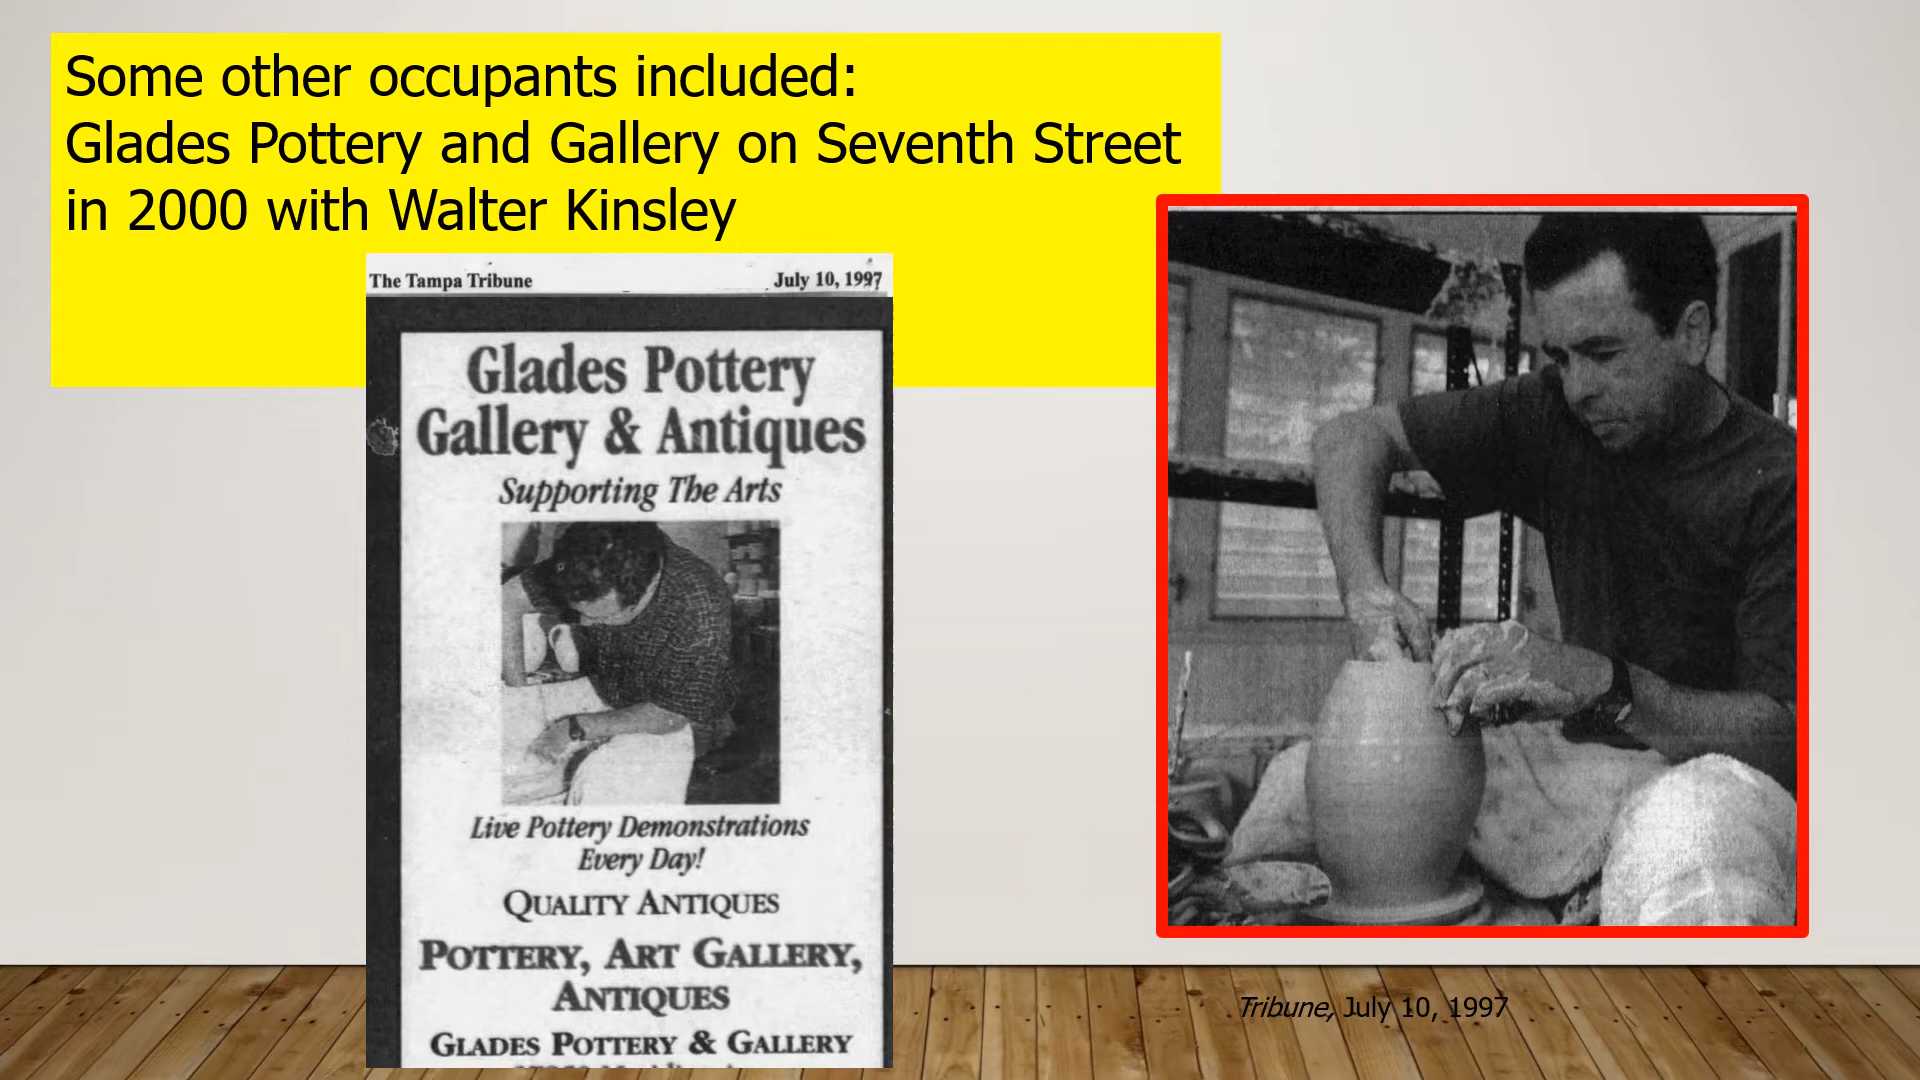 Some other occupants included:
Glades Pottery and Gallery on Seventh Street
in 2000 with Walter Kinsley
The Tampa Tribune July 10, 1997
Glades Pottery
Gallery & Antiques
Supporting The Arts
Live Pottery Demonstrations
Every Day!
QUALITY ANTIQUES
POTTERY, ART GALLERY,
ANTIQUES
GLADES POTTERY & GALLERY
Tribune, July 10, 1997